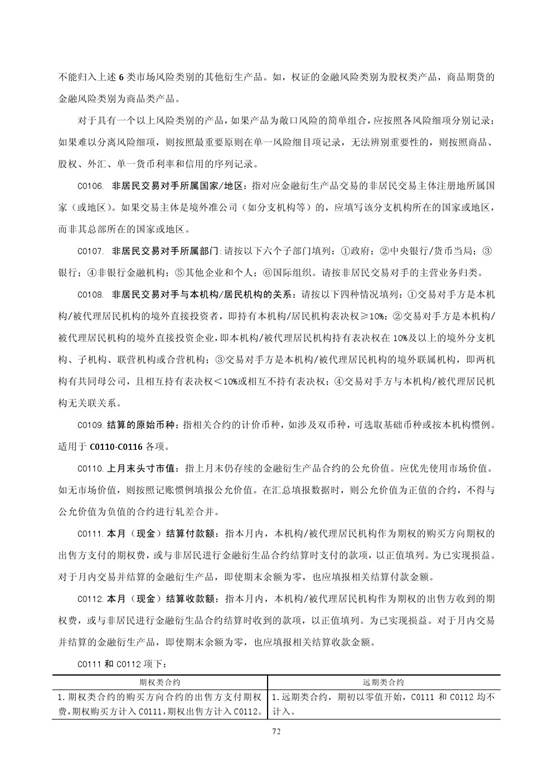 不能归入上述 6 类市场风险类别的其他衍生产品。如，权证的金融风险类别为股权类产品，商品期货的
金融风险类别为商品类产品。
对于具有一个以上风险类别的产品，如果产品为敞口风险的简单组合，应按照各风险细项分别记录；
如果难以分离风险细项，则按照最重要原则在单一风险细目项记录，无法辨别重要性的，则按照商品、
股权、外汇、单一货币利率和信用的序列记录。
C0106. 非居民交易对手所属国家/地区：指对应金融衍生产品交易的非居民交易主体注册地所属国
家（或地区）。如果交易主体是境外准公司（如分支机构等）的，应填写该分支机构所在的国家或地区，
而非其总部所在的国家或地区。
C0107. 非居民交易对手所属部门：请按以下六个子部门填列：①政府；②中央银行/货币当局；③
银行；④非银行金融机构；⑤其他企业和个人；⑥国际组织。请按非居民交易对手的主营业务归类。
C0108. 非居民交易对手与本机构/居民机构的关系：请按以下四种情况填列：①交易对手方是本机
构/被代理居民机构的境外直接投资者，即持有本机构/居民机构表决权≥10%；②交易对手方是本机构/
被代理居民机构的境外直接投资企业，即本机构/被代理居民机构持有表决权在 10%及以上的境外分支机
构、子机构、联营机构或合营机构；③交易对手方是本机构/被代理居民机构的境外联属机构，即两机
构有共同母公司，且相互持有表决权＜10%或相互不持有表决权；④交易对手方与本机构/被代理居民机
构无关联关系。
C0109. 结算的原始币种：指相关合约的计价币种，如涉及双币种，可选取基础币种或按本机构惯例。
适用于 C0110-C0116 各项。
C0110. 上月末头寸市值：指上月末仍存续的金融衍生产品合约的公允价值。应优先使用市场价值。
如无市场价值，则按照记账惯例填报公允价值。在汇总填报数据时，则公允价值为正值的合约，不得与
公允价值为负值的合约进行轧差合并。
C0111. 本月（现金）结算付款额：指本月内，本机构/被代理居民机构作为期权的购买方向期权的
出售方支付的期权费，或与非居民进行金融衍生品合约结算时支付的款项，以正值填列。为已实现损益。
对于月内交易并结算的金融衍生产品，即使期末余额为零，也应填报相关结算付款金额。
C0112. 本月（现金）结算收款额：指本月内，本机构/被代理居民机构作为期权的出售方收到的期
权费，或与非居民进行金融衍生品合约结算时收到的款项，以正值填列。为已实现损益。对于月内交易
并结算的金融衍生产品，即使期末余额为零，也应填报相关结算收款金额。
C0111 和 C0112 项下：
期权类合约
远期类合约
1.期权类合约的购买方向合约的出售方支付期权
费，期权购买方计入 C0111，期权出售方计入 C0112。
1.远期类合约，期初以零值开始，C0111 和 C0112 均不
计入。
72